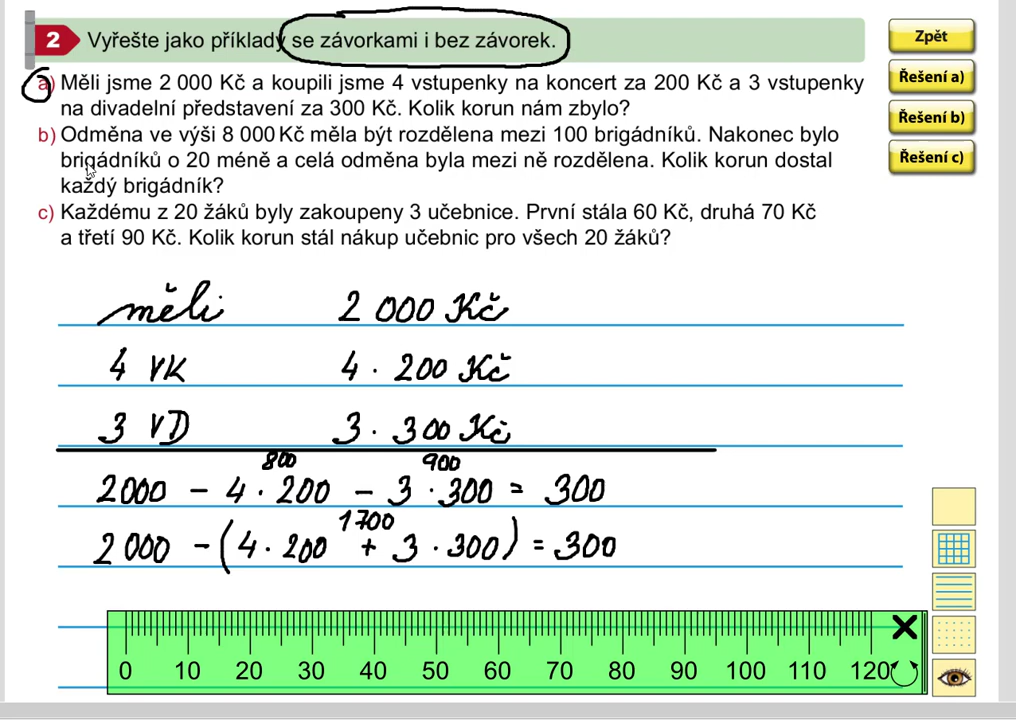 2 Vyřešte jako příklady se závorkami i bez závorek.
Zpět
Řešení a)
Řešení b)
Řešení c)
a) Měli jsme 2 000 Kč a koupili jsme 4 vstupenky na koncert za 200 Kč a 3 vstupenky
na divadelní představení za 300 Kč. Kolik korun nám zbylo?
b) Odměna ve výši 8 000 Kč měla být rozdělena mezi 100 brigádníků. Nakonec bylo
brigádníků o 20 méně a celá odměna byla mezi ně rozdělena. Kolik korun dostal
každý brigádník?
c) Každému z 20 žáků byly zakoupeny 3 učebnice. První stála 60 Kč, druhá 70 Kč
a třetí 90 Kč. Kolik korun stál nákup učebnic pro všech 20 žáků?
měli 2 000 Kč
4 VK 4 · 200 Kč
3 VD 3 · 300 Kč
800 900
2000 - 4 · 200 - 3 · 300 = 300
1700
2 000 - (4 · 200 + 3 · 300) = 300
0 10 20 30 40 50 60 70 80 90 100 110 120